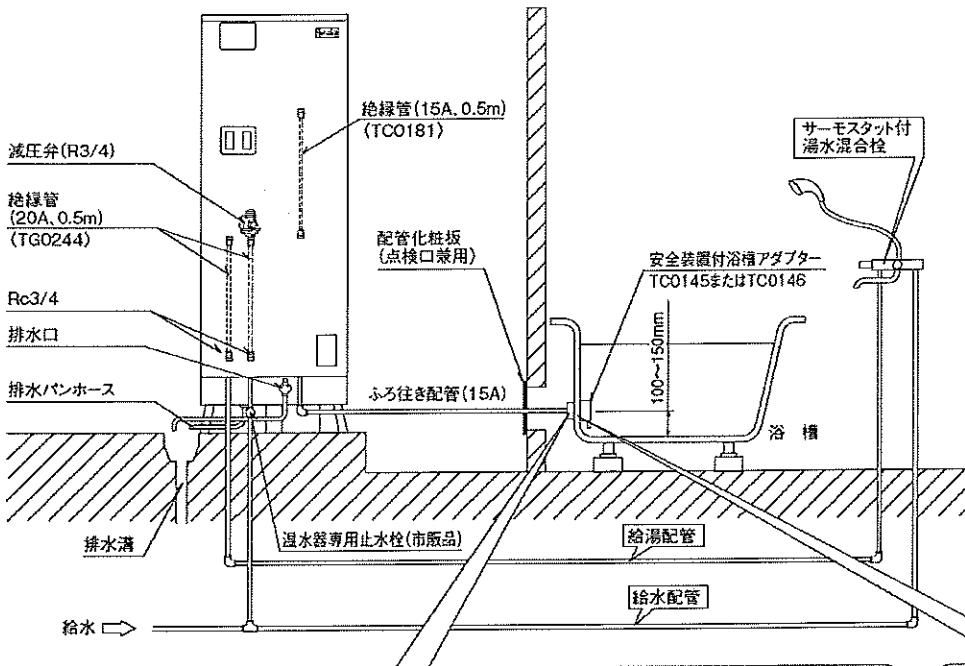 絶縁管(15A、0.5m)
(TC0181)
サーモスタット付
湯水混合栓
減圧弁(R3/4)
絶縁管
(20A、0.5m)
(TG0244)
配管化粧板
(点検口兼用)
安全装置付浴槽アダプター
TC0145またはTC0146
Rc3/4
排水口
100～150mm
排水パンホース
ふろ注き配管(15A)
浴 槽
排水溝
温水器専用止水栓(市販品)
給湯配管
給水配管
給水